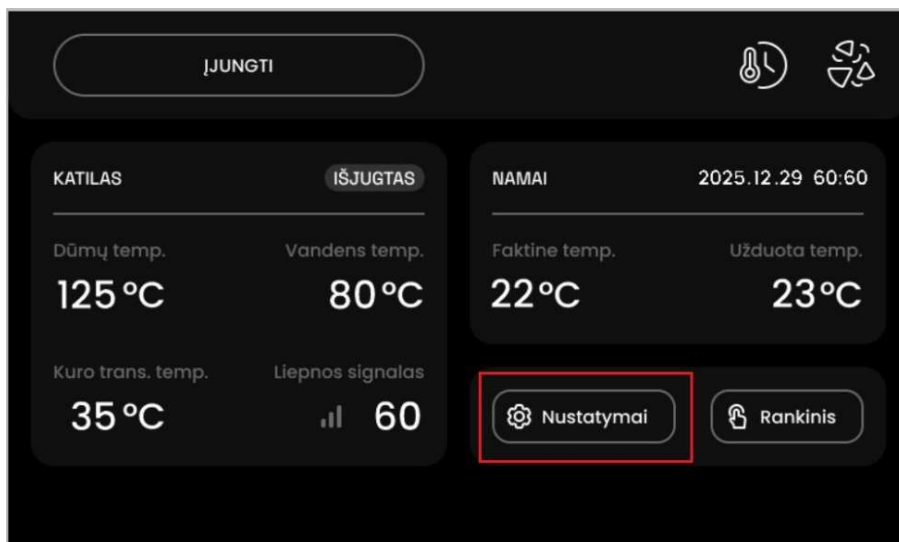 ĮJUNGTI
KATILAS IŠJUGTAS
Dūmų temp. Vandens temp.
125 °C 80 °C
Kuro trans. temp. Liepnos signalas
35 °C 60
NAMAI 2025.12.29 60:60
Faktine temp. Užduota temp.
22 °C 23 °C
Nustatymai Rankinis